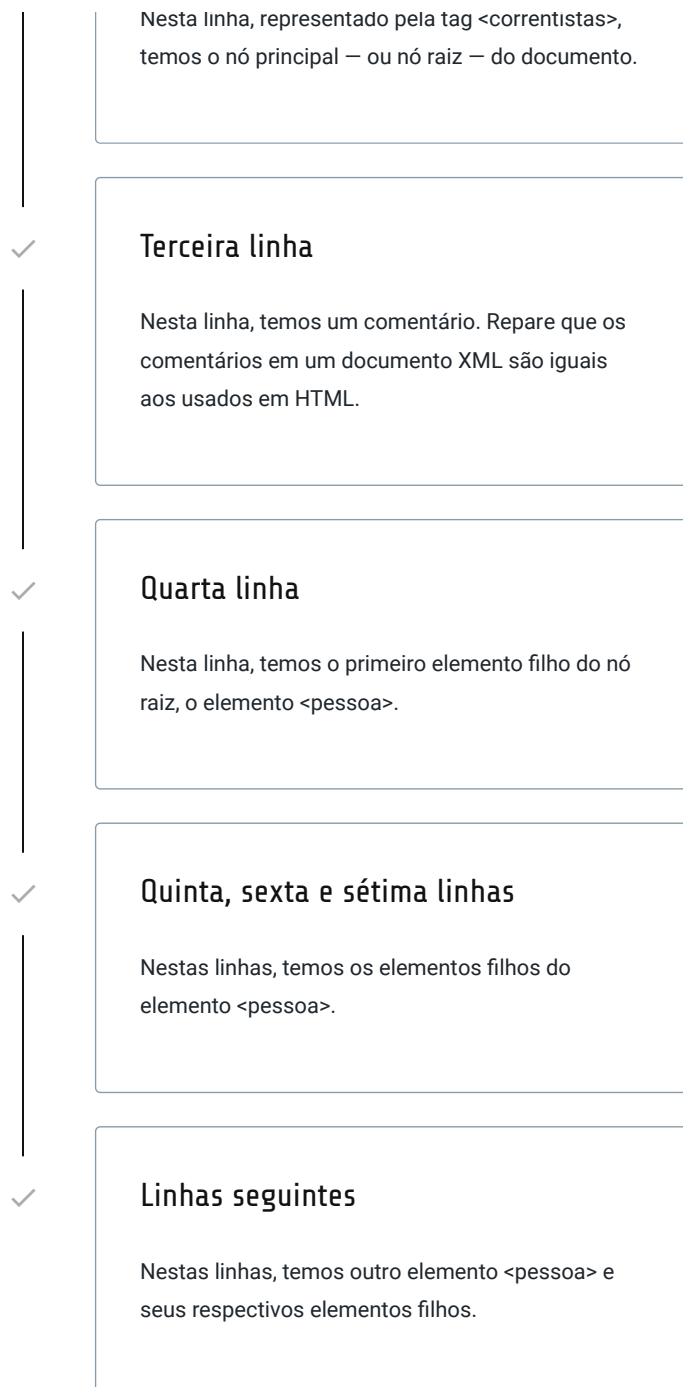 Nesta linha, representado pela tag <correntistas>,
temos o nó principal — ou nó raiz — do documento.
Terceira linha
Nesta linha, temos um comentário. Repare que os
comentários em um documento XML são iguais
aos usados em HTML.
Quarta linha
Nesta linha, temos o primeiro elemento filho do nó
raiz, o elemento <pessoa>.
Quinta, sexta e sétima linhas
Nestas linhas, temos os elementos filhos do
elemento <pessoa>.
Linhas seguintes
Nestas linhas, temos outro elemento <pessoa> e
seus respectivos elementos filhos.